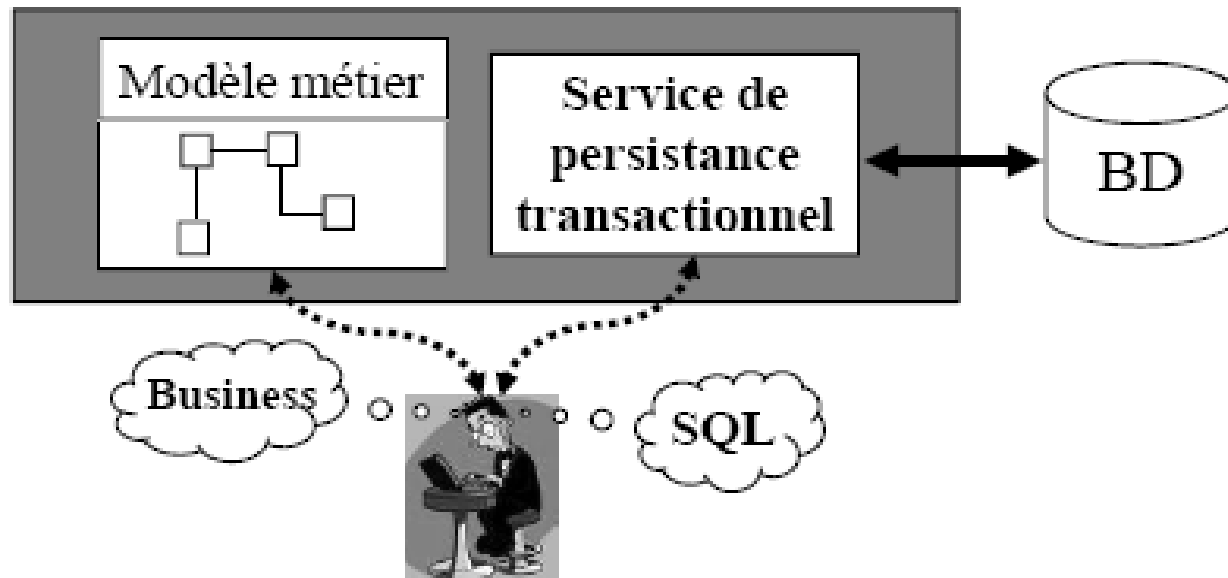 Modèle métier
Service de
persistance
transactionnel
BD
Business
SQL